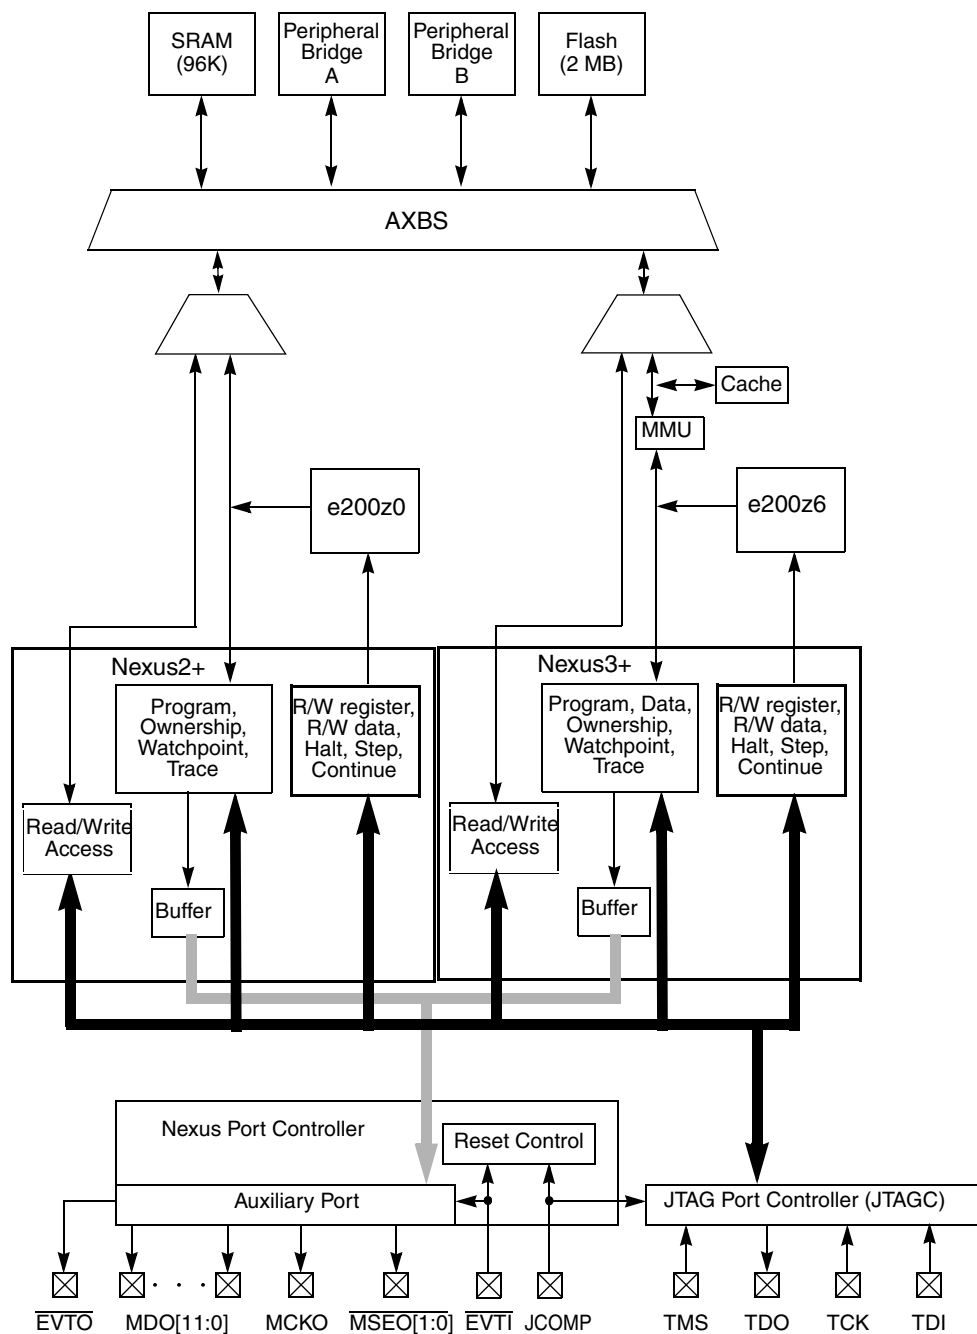 SRAM
(96K)
Peripheral
Bridge
A
Peripheral
Bridge
B
Flash
(2 MB)
AXBS
Cache
MMU
e200z0
e200z6
Nexus2+
Program,
Ownership,
Watchpoint,
Trace
R/W register,
R/W data,
Halt, Step,
Continue
Read/Write
Access
Buffer
Nexus3+
Program, Data,
Ownership,
Watchpoint,
Trace
R/W register,
R/W data,
Halt, Step,
Continue
Read/Write
Access
Buffer
Nexus Port Controller
Reset Control
Auxiliary Port
JTAG Port Controller (JTAGC)
. . .
EVTO MDO[11:0] MCKO MSEO[1:0] EVTI JCOMP TMS TDO TCK TDI